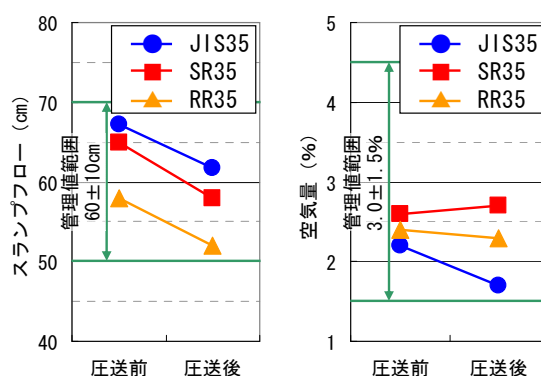 スランプフロー (cm)
80
70
60
50
40
管理値範囲
60±10cm
JIS35
SR35
RR35
圧送前
圧送後
空気量 (%)
5
4
3
2
1
管理値範囲
3.0±1.5%
JIS35
SR35
RR35
圧送前
圧送後